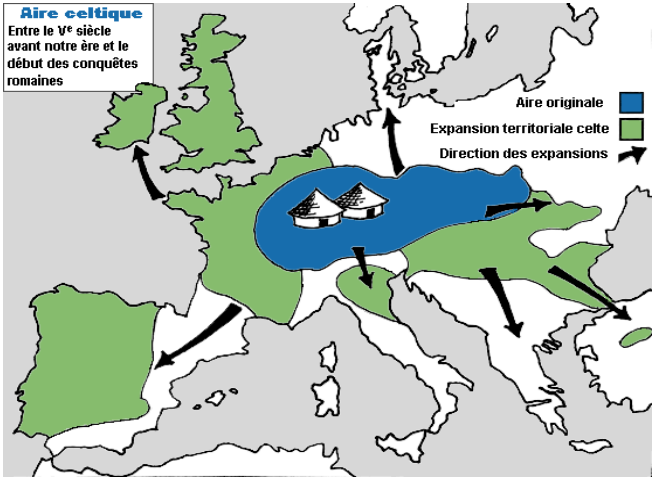 Aire celtique
Entre le Ve siècle
avant notre ère et le
début des conquêtes
romaines
Aire originale
Expansion territoriale celte
Direction des expansions